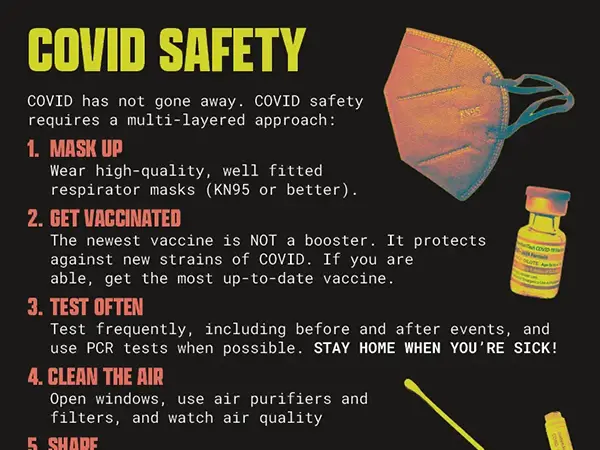 COVID SAFETY
COVID has not gone away. COVID safety
requires a multi-layered approach:
1. MASK UP
Wear high-quality, well fitted
respirator masks (KN95 or better).
KN95
2. GET VACCINATED
The newest vaccine is NOT a booster. It protects
against new strains of COVID. If you are
able, get the most up-to-date vaccine.
3. TEST OFTEN
Test frequently, including before and after events, and
use PCR tests when possible. STAY HOME WHEN YOU'RE SICK!
4. CLEAN THE AIR
Open windows, use air purifiers and
filters, and watch air quality
5. SHARE